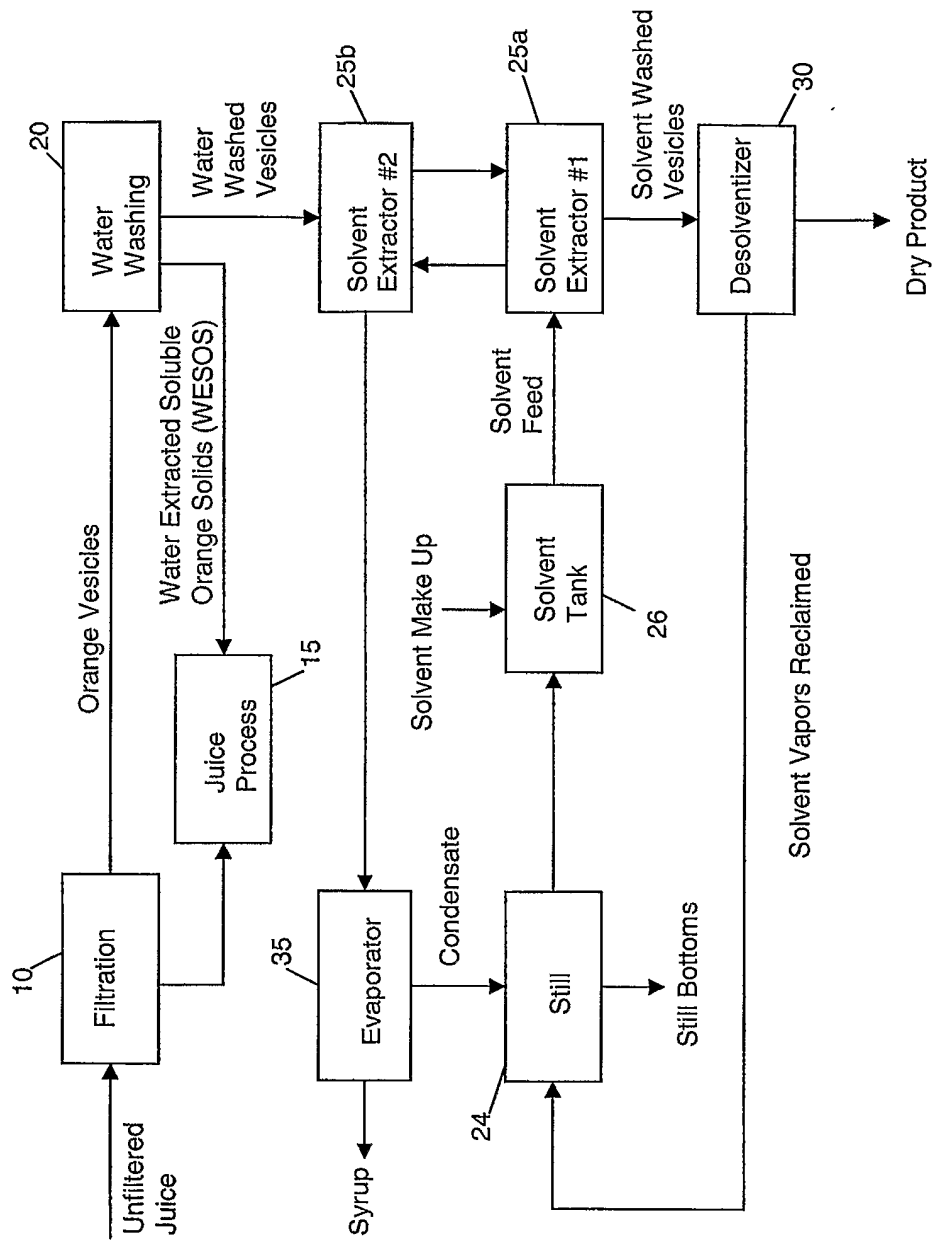 Unfiltered
Juice
10
Filtration
Orange Vesicles
20
Water
Washing
Water Extracted Soluble
Orange Solids (WESOS)
Juice
Process
15
Water
Washed
Vesicles
Syrup
35
Evaporator
25b
Solvent
Extractor #2
Condensate
Solvent Make Up
24
Still
Still Bottoms
Solvent
Tank
26
Solvent
Feed
25a
Solvent
Extractor #1
Solvent Washed
Vesicles
30
Desolventizer
Solvent Vapors Reclaimed
Dry Product